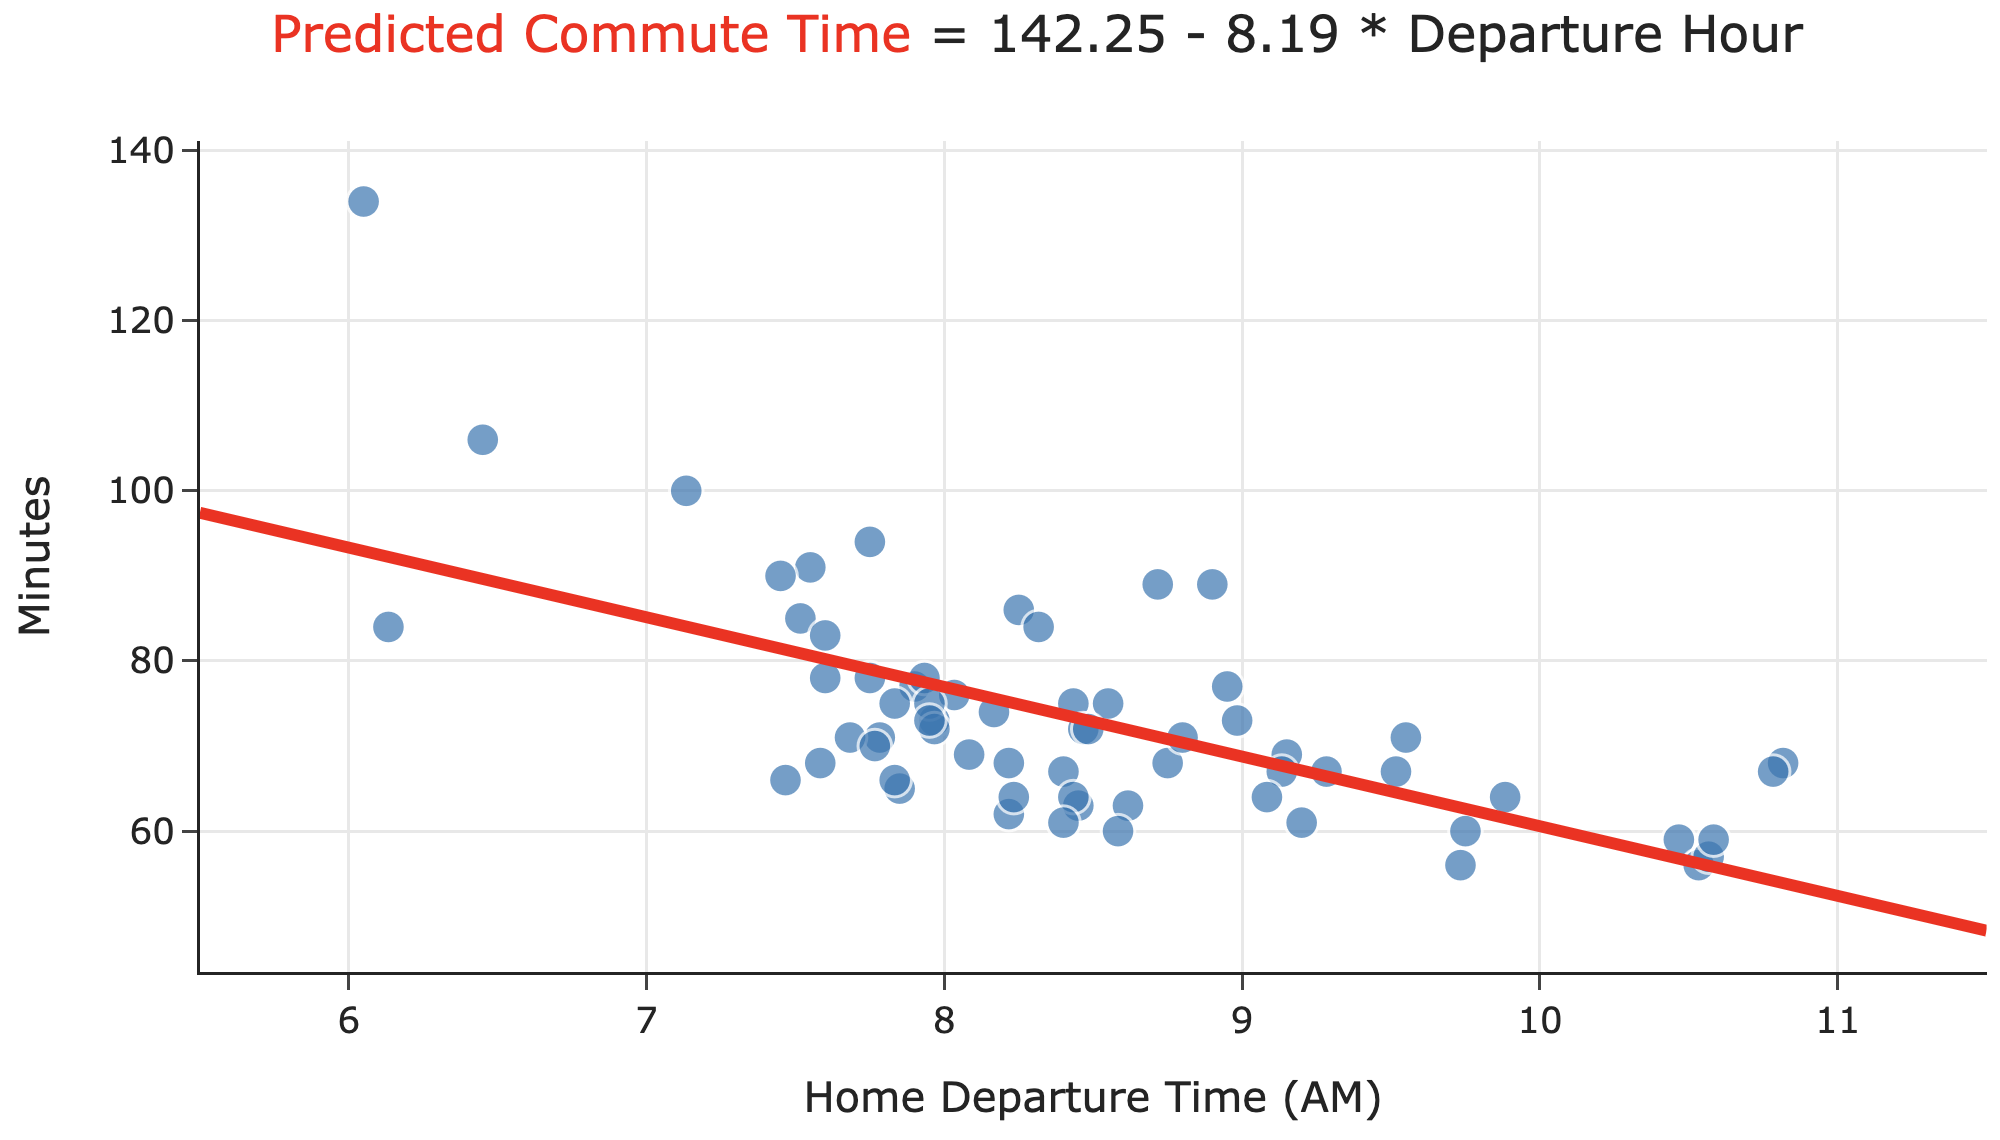 Predicted Commute Time = 142.25 - 8.19 * Departure Hour
140
120
100
80
60
Minutes
6 7 8 9 10 11
Home Departure Time (AM)